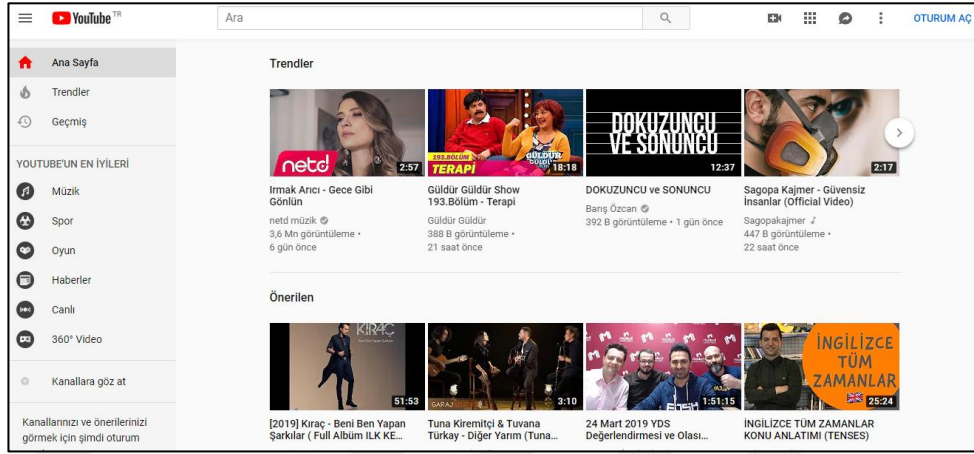 YouTube TR
Ara
OTURUM AÇ
Ana Sayfa
Trendler
Geçmiş
YOUTUBE'UN EN İYİLERİ
Müzik
Spor
Oyun
Haberler
Canlı
360° Video
Kanallara göz at
Kanallarınızı ve önerilerinizi
görmek için şimdi oturum
Trendler
netd
2:57
Irmak Arıcı - Gece Gibi
Gönlün
netd müzik
3,6 Mn görüntüleme •
6 gün önce
193.BÖLÜM
TERAPİ
GÜLDÜR
GÜLDÜR
18:18
Güldür Güldür Show
193.Bölüm - Terapi
Güldür Güldür
388 B görüntüleme •
21 saat önce
DOKUZUNCU
VE SONUNCU
12:37
DOKUZUNCU ve SONUNCU
Barış Özcan
392 B görüntüleme • 1 gün önce
2:17
Sagopa Kajmer - Güvensiz
İnsanlar (Official Video)
Sagopakajmer
447 B görüntüleme •
22 saat önce
Önerilen
KIRAÇ
51:53
[2019] Kıraç - Beni Ben Yapan
Şarkılar ( Full Albüm ILK KE...
GARAJ
3:10
Tuna Kiremitçi & Tuvana
Türkay - Diğer Yarım (Tuna...
1:51:15
24 Mart 2019 YDS
Değerlendirmesi ve Olası...
İNGİLİZCE
TÜM
ZAMANLAR
25:24
İNGİLİZCE TÜM ZAMANLAR
KONU ANLATIMI (TENSES)